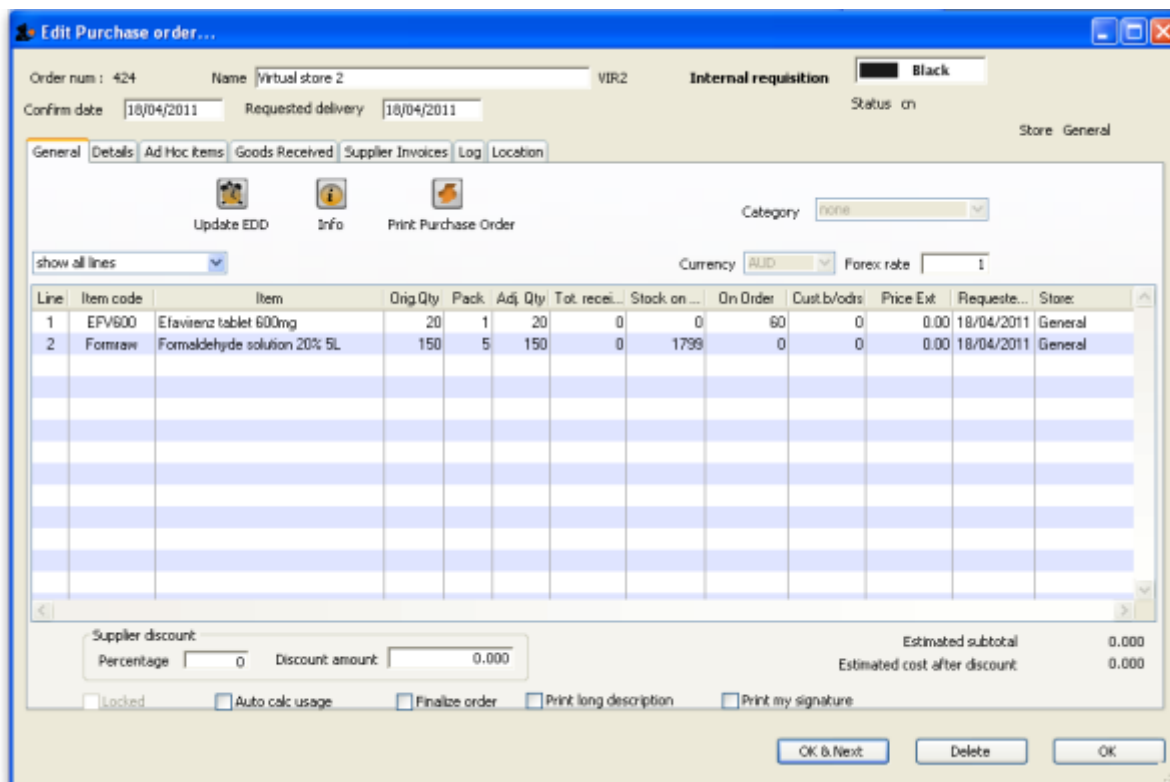 Edit Purchase order...
Order num : 424 Name Virtual store 2 VIR2 Internal requisition Black
Confirm date 18/04/2011 Requested delivery 18/04/2011 Status cn
Store General
General Details Ad Hoc items Goods Received Supplier Invoices Log Location
Update EDD Info Print Purchase Order Category none
show all lines Currency AUD Forex rate 1
Line Item code Item Orig.Qty Pack Adj. Qty Tot. recei... Stock on ... On Order Cust.b/odrs Price Ext Requeste... Store:
1 EFV600 Efavirenz tablet 600mg 20 1 20 0 0 60 0 0.00 18/04/2011 General
2 Formraw Formaldehyde solution 20% 5L 150 5 150 0 1799 0 0 0.00 18/04/2011 General
Supplier discount
Percentage 0 Discount amount 0.000
Estimated subtotal 0.000
Estimated cost after discount 0.000
Locked Auto calc usage Finalize order Print long description Print my signature
OK & Next Delete OK